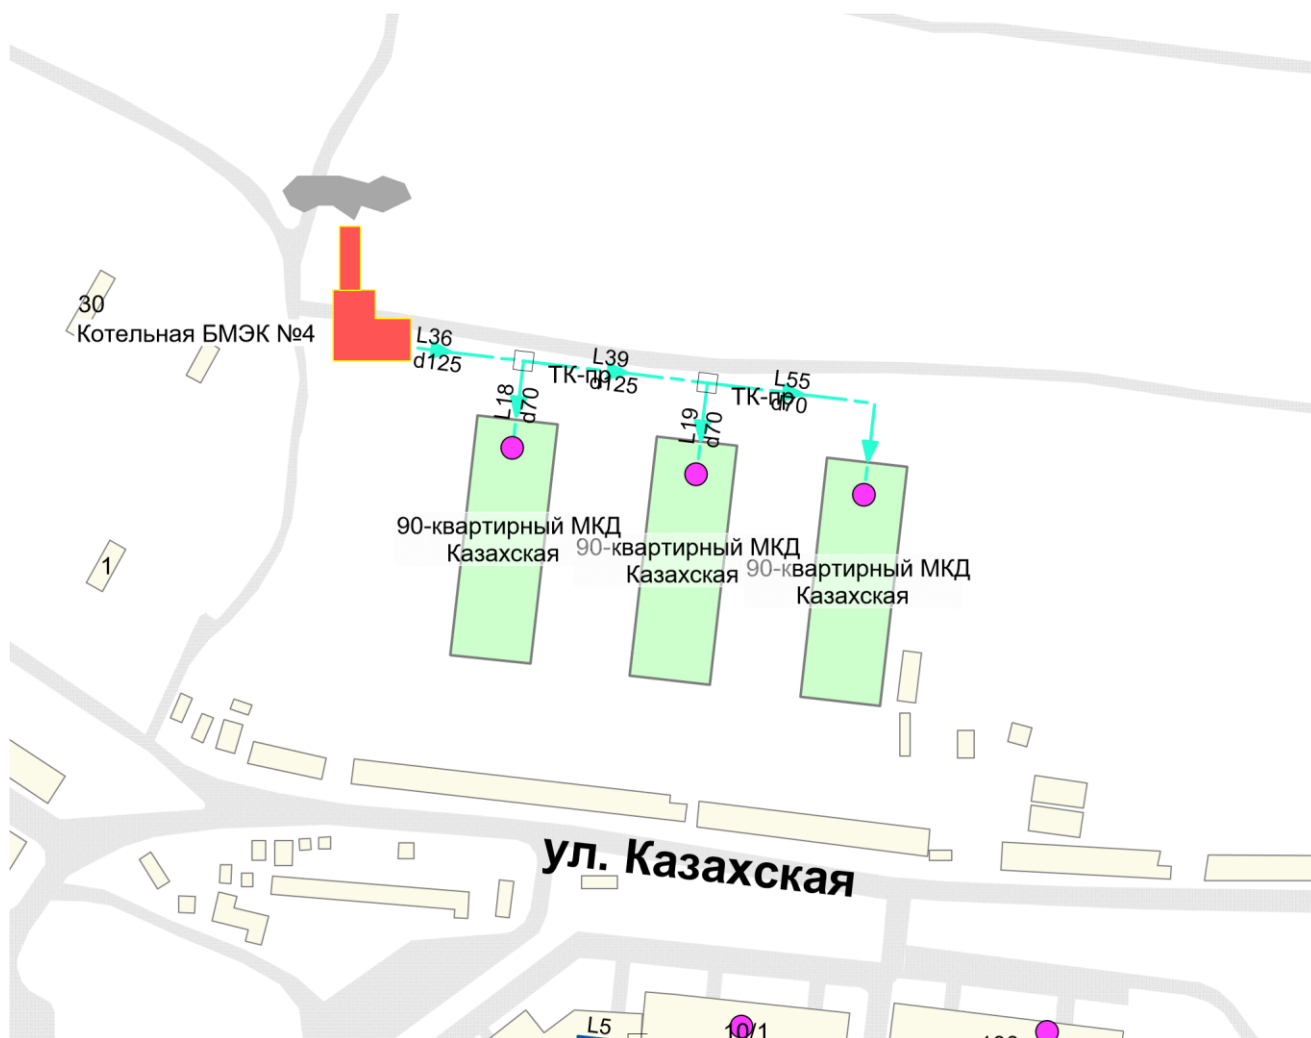 30
Котельная БМЭК №4
L36
d125
L39
d125
ТК-пр
L55
d70
ТК-пр
L18
d70
L19
d70
90-квартирный МКД
Казахская
90-квартирный МКД
Казахская
90-квартирный МКД
Казахская
1
ул. Казахская
L5
10/1